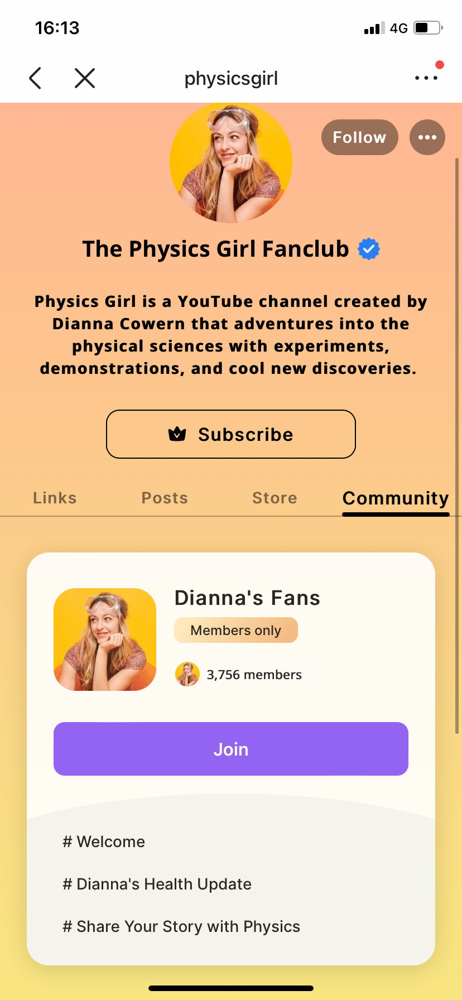 16:13
4G
physicsgirl
Follow
The Physics Girl Fanclub
Physics Girl is a YouTube channel created by
Dianna Cowern that adventures into the
physical sciences with experiments,
demonstrations, and cool new discoveries.
Subscribe
Links Posts Store Community
Dianna's Fans
Members only
3,756 members
Join
# Welcome
# Dianna's Health Update
# Share Your Story with Physics